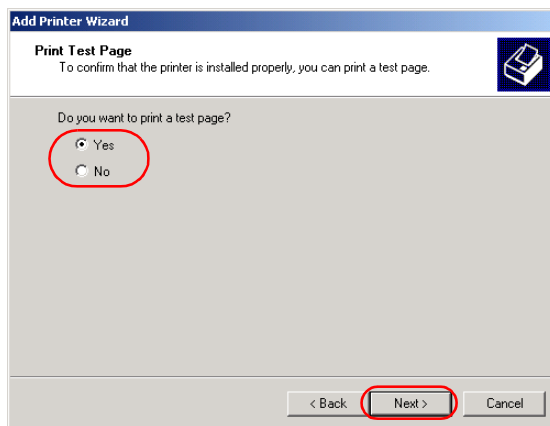 Add Printer Wizard
Print Test Page
To confirm that the printer is installed properly, you can print a test page.
Do you want to print a test page?
Yes
No
< Back
Next >
Cancel